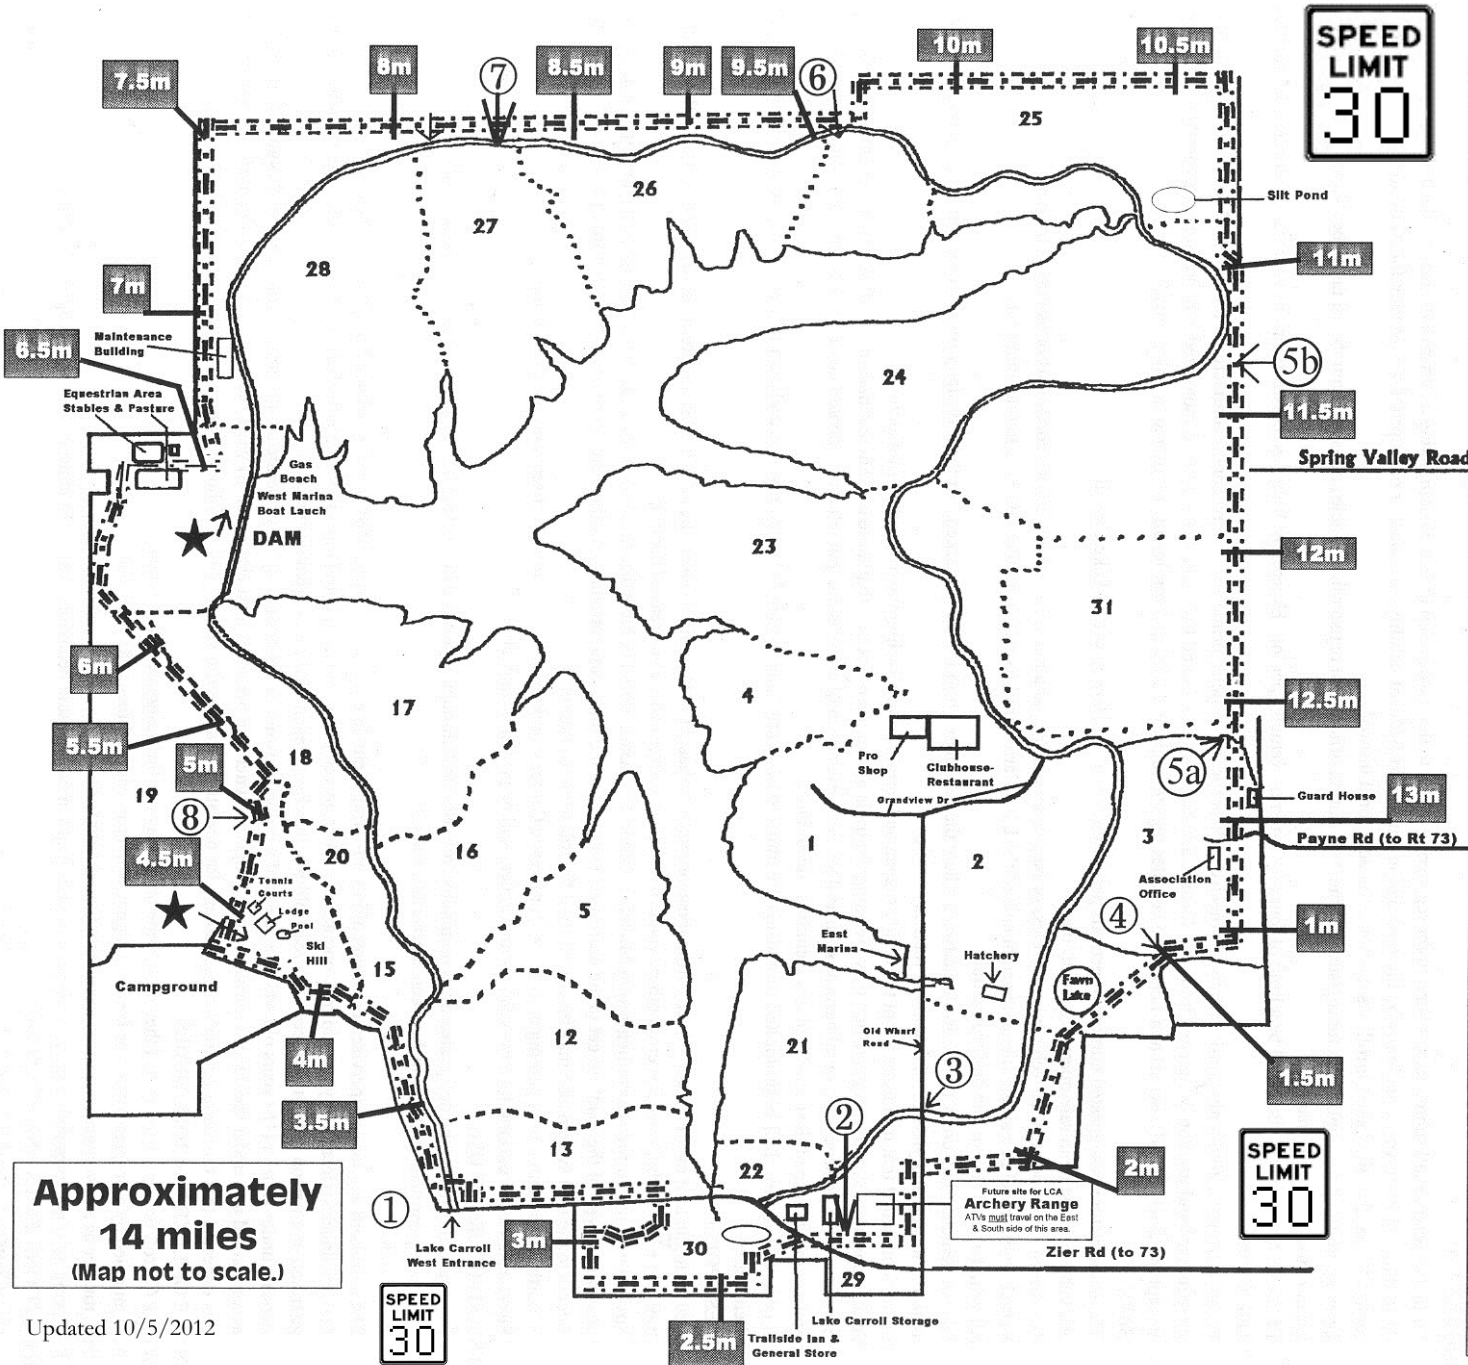 SPEED
LIMIT
30
10m
10.5m
8m
7
8.5m
9m
9.5m
6
7.5m
25
26
Silt Pond
27
28
11m
7m
Maintenance
Building
6.5m
5b
24
Equestrian Area
Stables & Pasture
11.5m
Spring Valley Road
Gas
Beach
West Marina
Boat Lauch
DAM
23
12m
31
6m
4
17
12.5m
5.5m
18
5m
Pro
Shop
Clubhouse-
Restaurant
5a
19
Grandview Dr
Guard House
13m
8
3
Payne Rd (to Rt 73)
1
4.5m
20
16
2
Tennis
Courts
Association
Office
Lodge
Pool
5
4
1m
East
Marina
Ski
Hill
15
Hatchery
Campground
Fawn
Lake
12
21
Old Wharf
Road
4m
3
1.5m
3.5m
2
13
22
2m
SPEED
LIMIT
30
Approximately
14 miles
(Map not to scale.)
1
Future site for LCA
Archery Range
ATVs must travel on the East
& South side of this area.
3m
30
Lake Carroll
West Entrance
Zier Rd (to 73)
29
SPEED
LIMIT
30
Lake Carroll Storage
2.5m
Trailside Inn &
General Store
Updated 10/5/2012